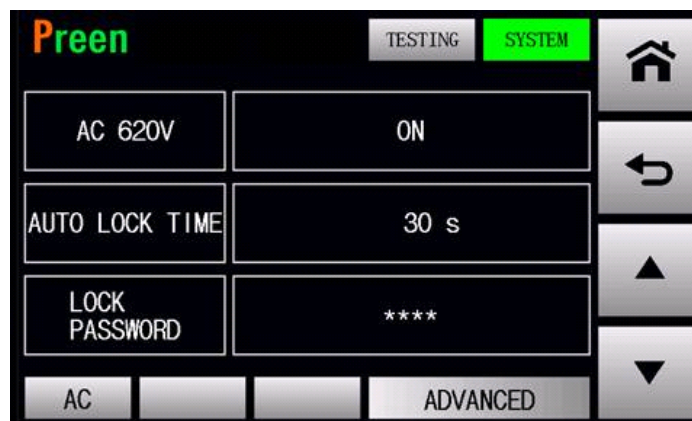 Preen
TESTING
SYSTEM
AC 620V
ON
AUTO LOCK TIME
30 s
LOCK
PASSWORD
****
AC
ADVANCED